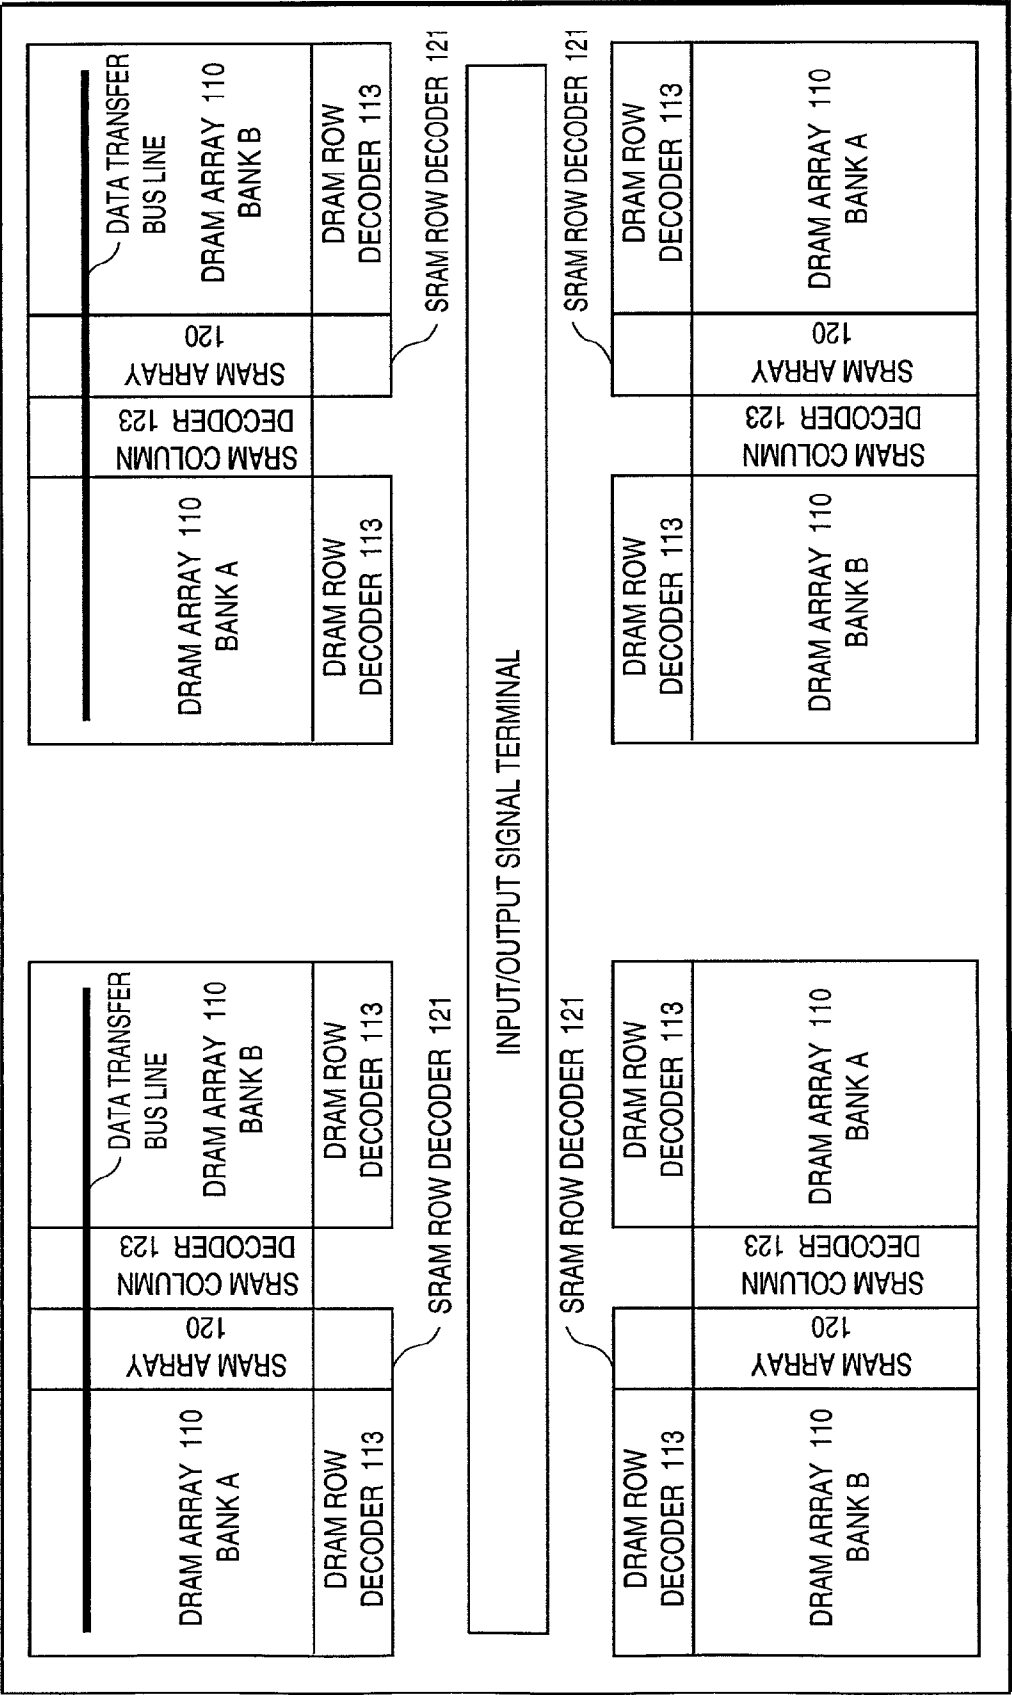 DATA TRANSFER
BUS LINE
DRAM ARRAY 110
BANK A
SRAM ARRAY
120
SRAM COLUMN
DECODER 123
DRAM ARRAY 110
BANK B
DRAM ROW
DECODER 113
DRAM ROW
DECODER 113
SRAM ROW DECODER 121
DATA TRANSFER
BUS LINE
DRAM ARRAY 110
BANK A
SRAM COLUMN
DECODER 123
SRAM ARRAY
120
DRAM ARRAY 110
BANK B
DRAM ROW
DECODER 113
DRAM ROW
DECODER 113
SRAM ROW DECODER 121
INPUT/OUTPUT SIGNAL TERMINAL
SRAM ROW DECODER 121
DRAM ROW
DECODER 113
DRAM ROW
DECODER 113
DRAM ARRAY 110
BANK B
SRAM ARRAY
120
SRAM COLUMN
DECODER 123
DRAM ARRAY 110
BANK A
SRAM ROW DECODER 121
DRAM ROW
DECODER 113
DRAM ROW
DECODER 113
DRAM ARRAY 110
BANK B
SRAM COLUMN
DECODER 123
SRAM ARRAY
120
DRAM ARRAY 110
BANK A